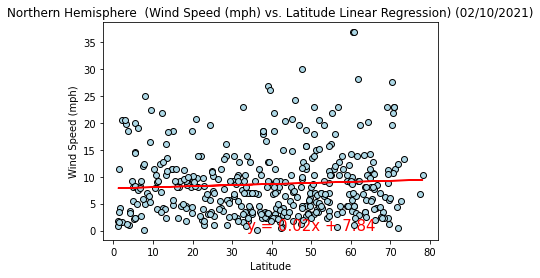 Northern Hemisphere  (Wind Speed (mph) vs. Latitude Linear Regression) (02/10/2021)
Wind Speed (mph)
35
30
25
20
15
10
5
0
y = 0.02x + 7.84
0 10 20 30 40 50 60 70 80
Latitude